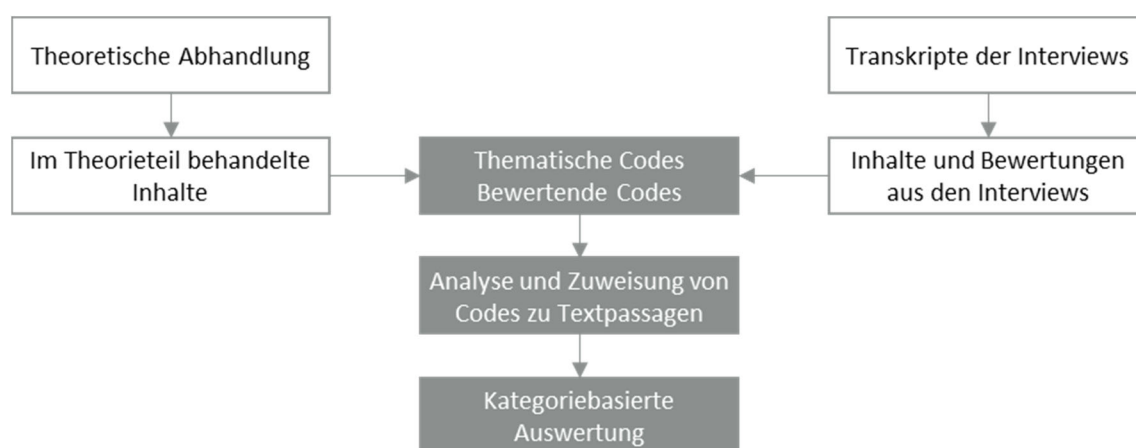 Theoretische Abhandlung
Transkripte der Interviews
Im Theorieteil behandelte
Inhalte
Thematische Codes
Bewertende Codes
Inhalte und Bewertungen
aus den Interviews
Analyse und Zuweisung von
Codes zu Textpassagen
Kategoriebasierte
Auswertung